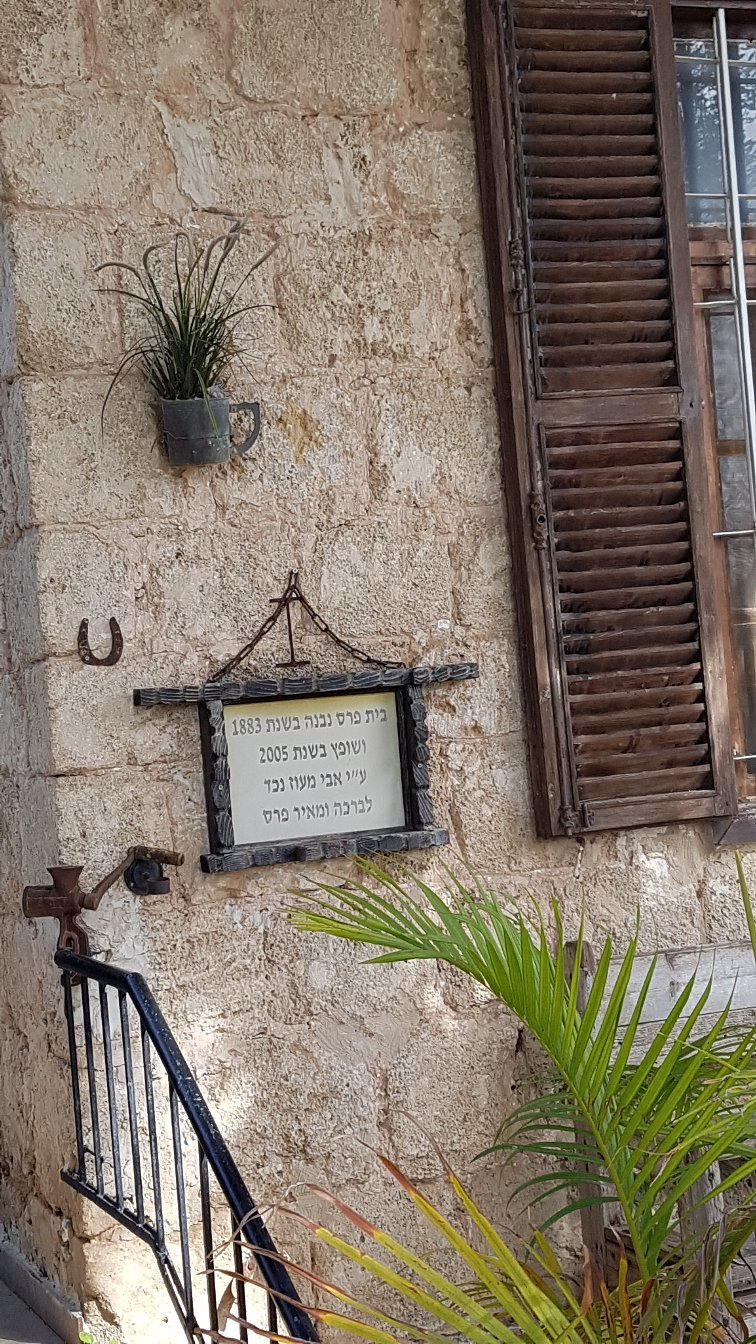 בית פרס נבנה בשנת 1883
ושופץ בשנת 2005
ע״י אבי מעוז נכד
לברכה ומאיר פרס